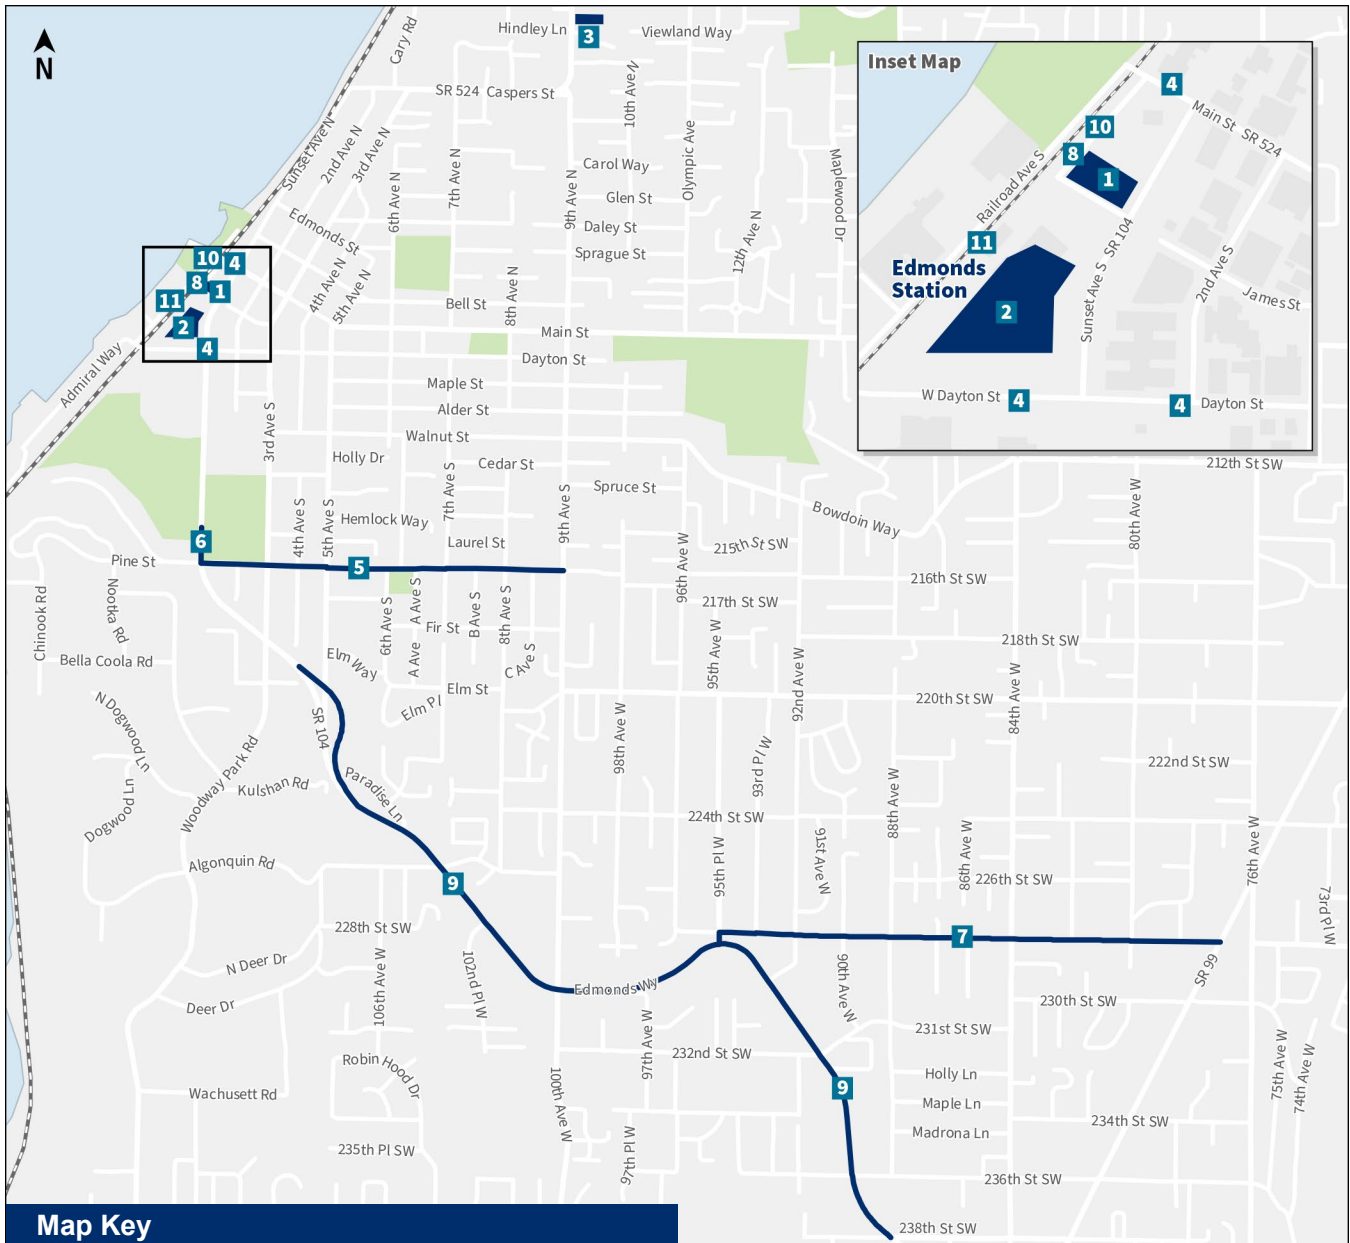 N
Cary Rd
Hindley Ln
3
Viewland Way
SR 524 Caspers St
10th Ave N
Sunset Ave N
2nd Ave N
3rd Ave N
6th Ave N
7th Ave N
9th Ave N
Carol Way
Olympic Ave
Maplewood Dr
Glen St
Daley St
Sprague St
12th Ave N
Edmonds St
4th Ave N
5th Ave N
8th Ave N
Bell St
Main St
Dayton St
10
4
8
1
11
2
4
Admiral Way
Maple St
Alder St
Walnut St
3rd Ave S
Holly Dr
Cedar St
7th Ave S
Spruce St
9th Ave S
4th Ave S
5th Ave S
Hemlock Way
Laurel St
Bowdoin Way
Inset Map
4
Main St SR 524
10
8
1
Railroad Ave S
11
Edmonds
Station
2
SR 104
Sunset Ave S
2nd Ave S
James St
W Dayton St
4
4
Dayton St
212th St SW
80th Ave W
6
Pine St
5
96th Ave W
215th St SW
216th St SW
217th St SW
Chinook Rd
Nootka Rd
6th Ave S
A Ave S
A Ave
Fir St
B Ave S
8th Ave S
C Ave S
95th Ave W
218th St SW
Bella Coola Rd
Elm Way
Elm St
Elm Pl
92nd Ave W
84th Ave W
220th St SW
N Dogwood Ln
SR 104
98th Ave W
93rd Pl W
222nd St SW
Woodway Park Rd
Kulshan Rd
Paradise Ln
Dogwood Ln
88th Ave W
224th St SW
91st Ave W
86th Ave W
76th Ave W
Algonquin Rd
95th Pl W
226th St SW
9
73rd Pl W
228th St SW
7
N Deer Dr
106th Ave W
102nd Pl W
Edmonds Wy
90th Ave W
SR 99
Deer Dr
230th St SW
231st St SW
97th Ave W
232nd St SW
75th Ave W
74th Ave W
Robin Hood Dr
Holly Ln
9
Wachusett Rd
100th Ave W
Maple Ln
234th St SW
Madrona Ln
235th Pl SW
97th Pl W
236th St SW
238th St SW
Map Key